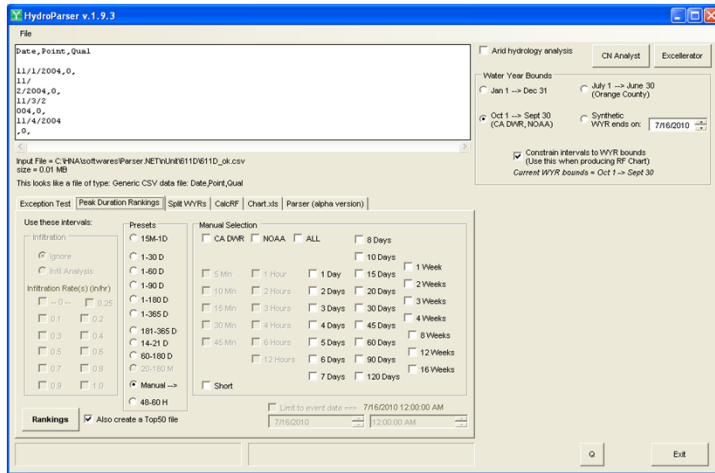 HydroParser v.1.9.3
File
Date,Point,Qual
11/1/2004,0,
11/
2/2004,0,
11/3/2
004,0,
11/4/2004
,0,
Input File = C:\HNA\softwares\Parser.NET\nUnit\611D\611D_ok.csv
size = 0.01 MB
This looks like a file of type: Generic CSV data file: Date,Point,Qual
Arid hydrology analysis
CN Analyst
Excellerator
Water Year Bounds
Jan 1 --> Dec 31
July 1 --> June 30
(Orange County)
Oct 1 --> Sept 30
(CA DWR, NOAA)
Synthetic
WYR ends on:
7/16/2010
Constrain intervals to WYR bounds
(Use this when producing RF Chart)
Current WYR bounds = Oct 1 -> Sept 30
Exception Test
Peak Duration Rankings
Split WYRs
CalcRF
Chart.xls
Parser (alpha version)
Use these intervals:
Infiltration
Ignore
Intl Analysis
Infiltration Rate(s) (in/hr)
-- 0 --
0.25
0.1
0.2
0.3
0.4
0.5
0.6
0.7
0.8
0.9
1.0
Presets
15M-1D
1-30 D
1-60 D
1-90 D
1-180 D
1-365 D
181-365 D
14-21 D
60-180 D
20-180 M
Manual -->
48-60 H
Manual Selection
CA DWR
NOAA
ALL
5 Min
10 Min
15 Min
30 Min
45 Min
1 Hour
2 Hours
3 Hours
4 Hours
6 Hours
12 Hours
1 Day
2 Days
3 Days
4 Days
5 Days
6 Days
7 Days
8 Days
10 Days
15 Days
20 Days
30 Days
45 Days
60 Days
90 Days
120 Days
1 Week
2 Weeks
3 Weeks
4 Weeks
8 Weeks
12 Weeks
16 Weeks
Short
Rankings
Also create a Top50 file
Limit to event date ==> 7/16/2010 12:00:00 AM
7/16/2010
12:00:00 AM
Q
Exit